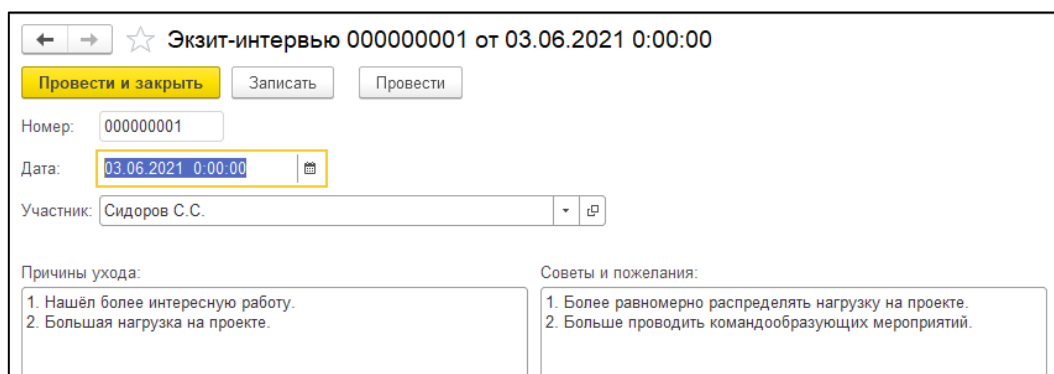 Экзит-интервью 000000001 от 03.06.2021 0:00:00
Провести и закрыть Записать Провести
Номер: 000000001
Дата: 03.06.2021 0:00:00
Участник: Сидоров С.С.
Причины ухода: Советы и пожелания:
1. Нашёл более интересную работу. 1. Более равномерно распределять нагрузку на проекте.
2. Большая нагрузка на проекте. 2. Больше проводить командообразующих мероприятий.